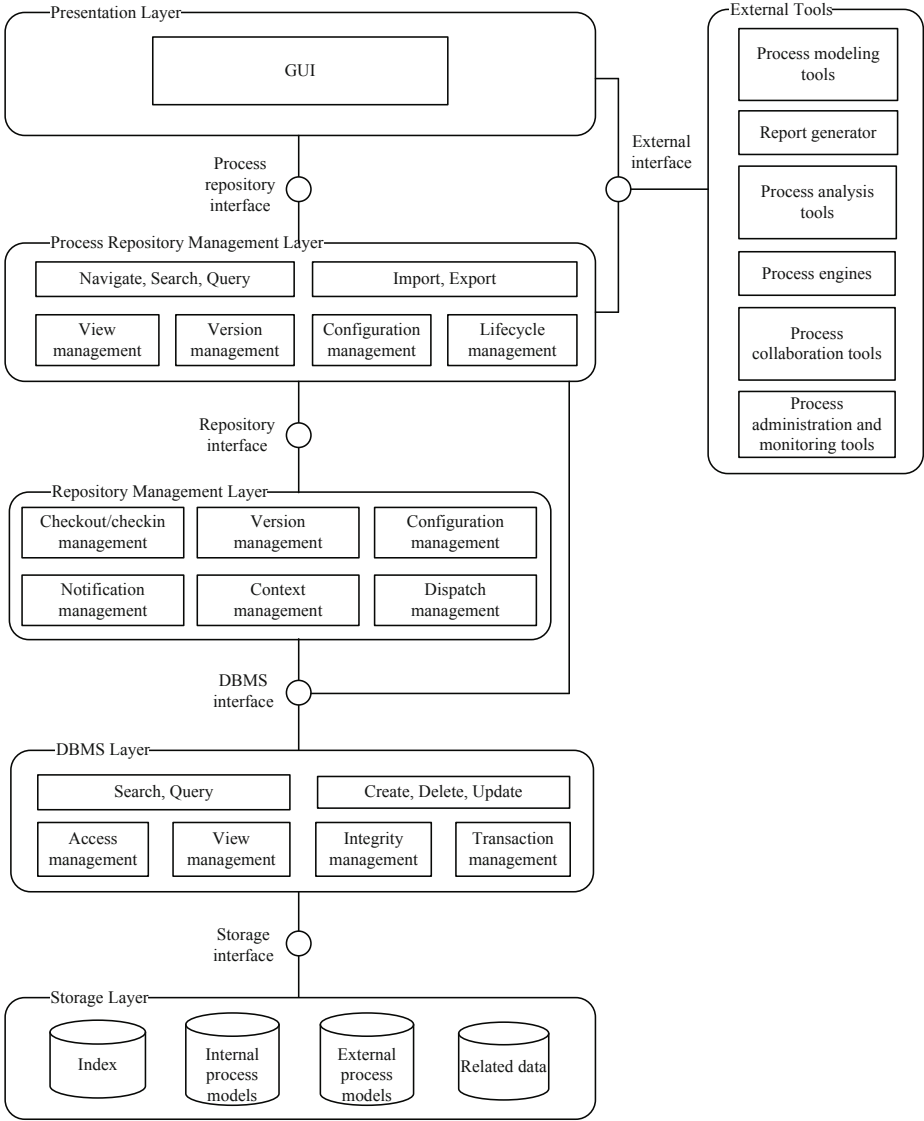 Presentation Layer
GUI
Process
repository
interface
External
interface
External Tools
Process modeling
tools
Report generator
Process analysis
tools
Process engines
Process
collaboration tools
Process
administration and
monitoring tools
Process Repository Management Layer
Navigate, Search, Query
Import, Export
View
management
Version
management
Configuration
management
Lifecycle
management
Repository
interface
Repository Management Layer
Checkout/checkin
management
Version
management
Configuration
management
Notification
management
Context
management
Dispatch
management
DBMS
interface
DBMS Layer
Search, Query
Create, Delete, Update
Access
management
View
management
Integrity
management
Transaction
management
Storage
interface
Storage Layer
Index
Internal
process
models
External
process
models
Related data